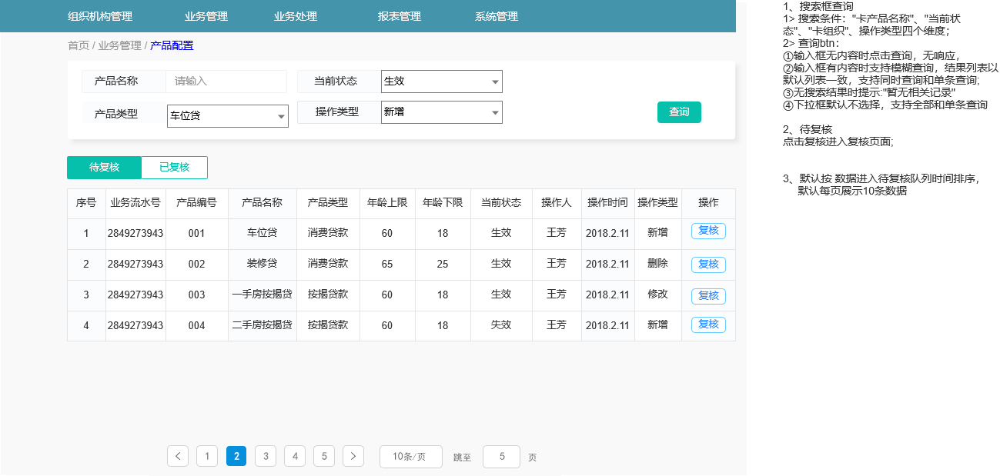 组织机构管理 业务管理 业务处理 报表管理 系统管理
首页 / 业务管理 / 产品配置
产品名称 请输入 当前状态 生效
产品类型 车位贷 操作类型 新增 查询
待复核 已复核
序号 业务流水号 产品编号 产品名称 产品类型 年龄上限 年龄下限 当前状态 操作人 操作时间 操作类型 操作
1 2849273943 001 车位贷 消费贷款 60 18 生效 王芳 2018.2.11 新增 复核
2 2849273943 002 装修贷 消费贷款 65 25 生效 王芳 2018.2.11 删除 复核
3 2849273943 003 一手房按揭贷 按揭贷款 60 18 生效 王芳 2018.2.11 修改 复核
4 2849273943 004 二手房按揭贷 按揭贷款 60 18 失效 王芳 2018.2.11 新增 复核
< 1 2 3 4 5 > 10条/页 跳至 5 页
1、搜索框查询
1> 搜索条件："卡产品名称"、"当前状
态"、"卡组织"、操作类型四个维度；
2> 查询btn：
①输入框无内容时点击查询，无响应，
②输入框有内容时支持模糊查询，结果列表以
默认列表一致，支持同时查询和单条查询;
③无搜索结果时提示:"暂无相关记录"
④下拉框默认不选择，支持全部和单条查询
2、待复核
点击复核进入复核页面;
3、默认按 数据进入待复核队列时间排序，
默认每页展示10条数据